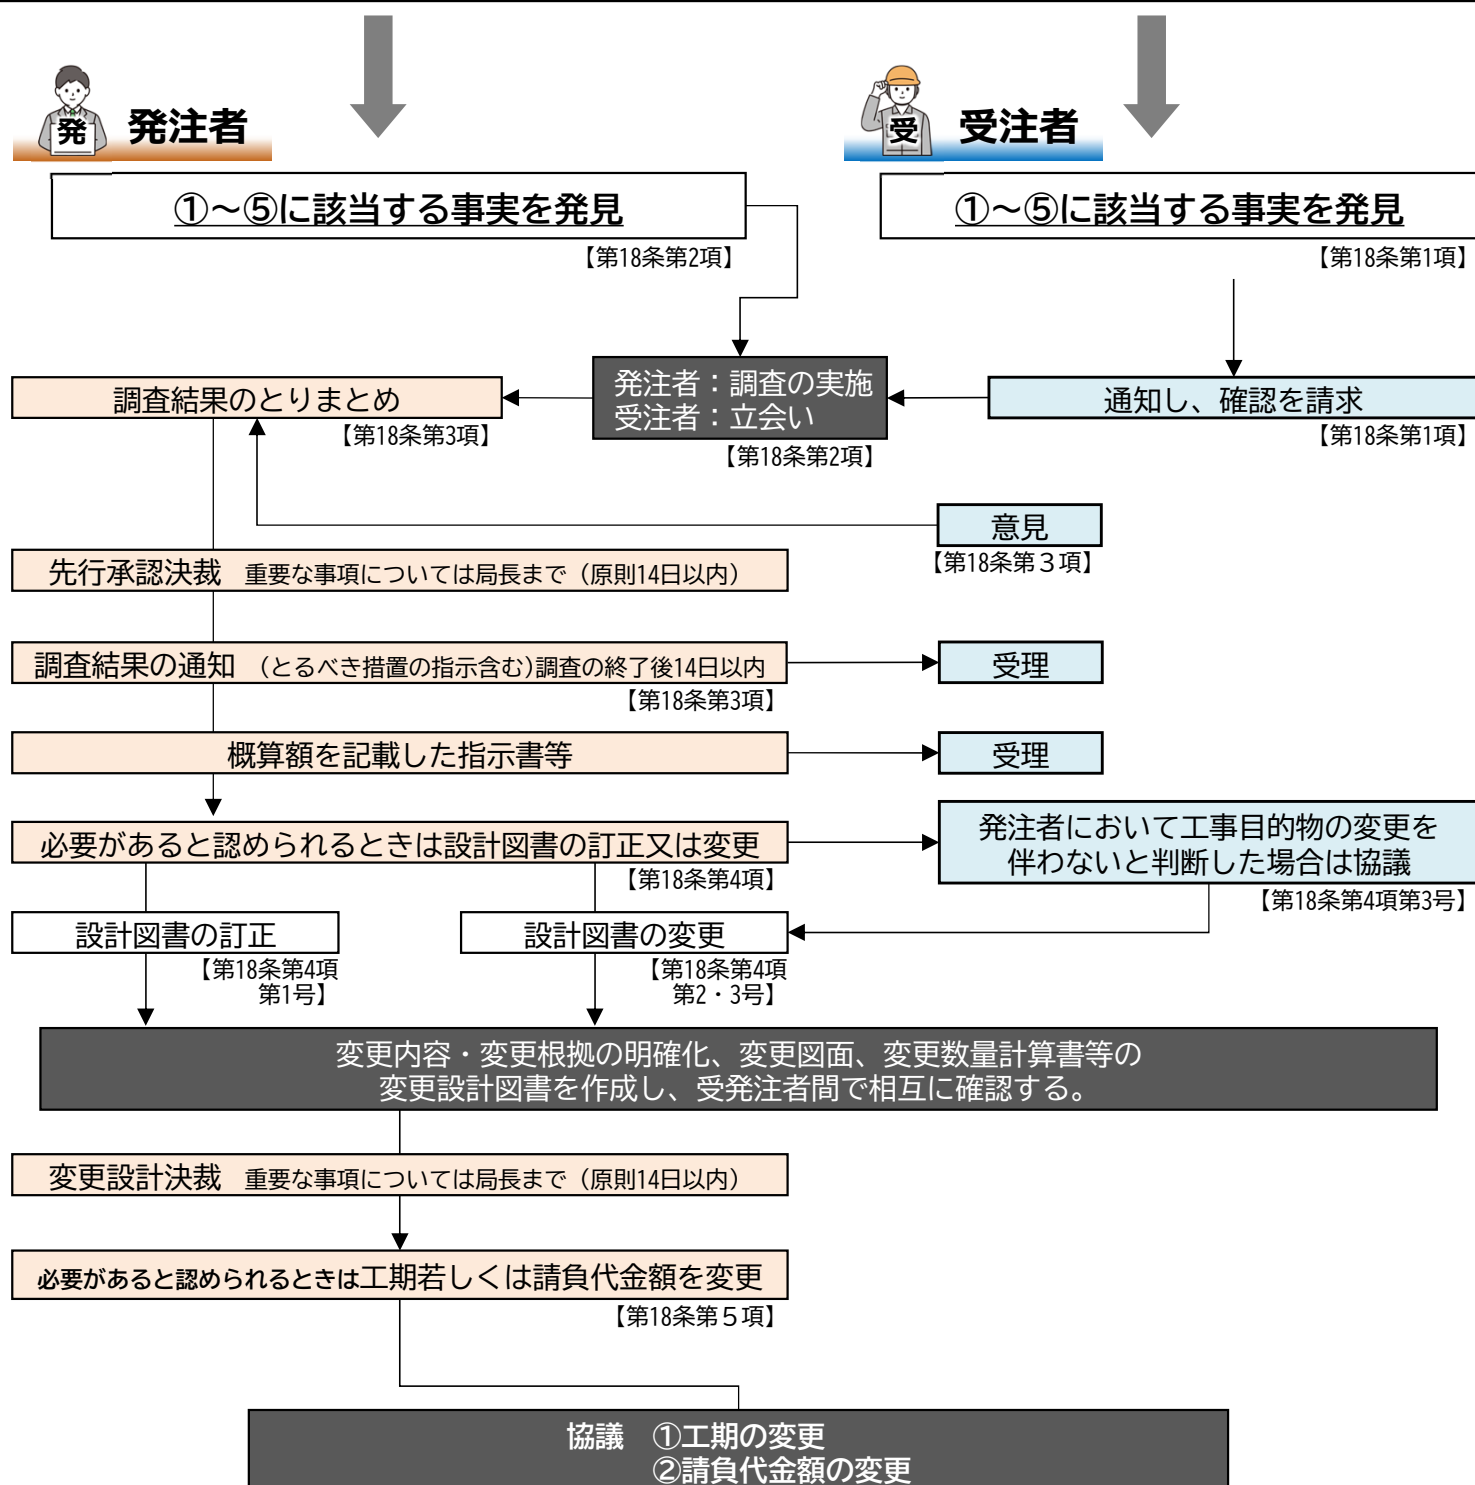 発 発注者
受 受注者
①～⑤に該当する事実を発見
【第18条第2項】
①～⑤に該当する事実を発見
【第18条第1項】
調査結果のとりまとめ
【第18条第3項】
発注者：調査の実施
受注者：立会い
【第18条第2項】
通知し、確認を請求
【第18条第1項】
意見
【第18条第３項】
先行承認決裁 重要な事項については局長まで（原則14日以内）
調査結果の通知 （とるべき措置の指示含む）調査の終了後14日以内
【第18条第3項】
受理
概算額を記載した指示書等
受理
必要があると認められるときは設計図書の訂正又は変更
【第18条第4項】
発注者において工事目的物の変更を
伴わないと判断した場合は協議
【第18条第4項第3号】
設計図書の訂正
【第18条第4項
第1号】
設計図書の変更
【第18条第4項
第2・3号】
変更内容・変更根拠の明確化、変更図面、変更数量計算書等の
変更設計図書を作成し、受発注者間で相互に確認する。
変更設計決裁 重要な事項については局長まで（原則14日以内）
必要があると認められるときは工期若しくは請負代金額を変更
【第18条第５項】
協議 ①工期の変更
②請負代金額の変更